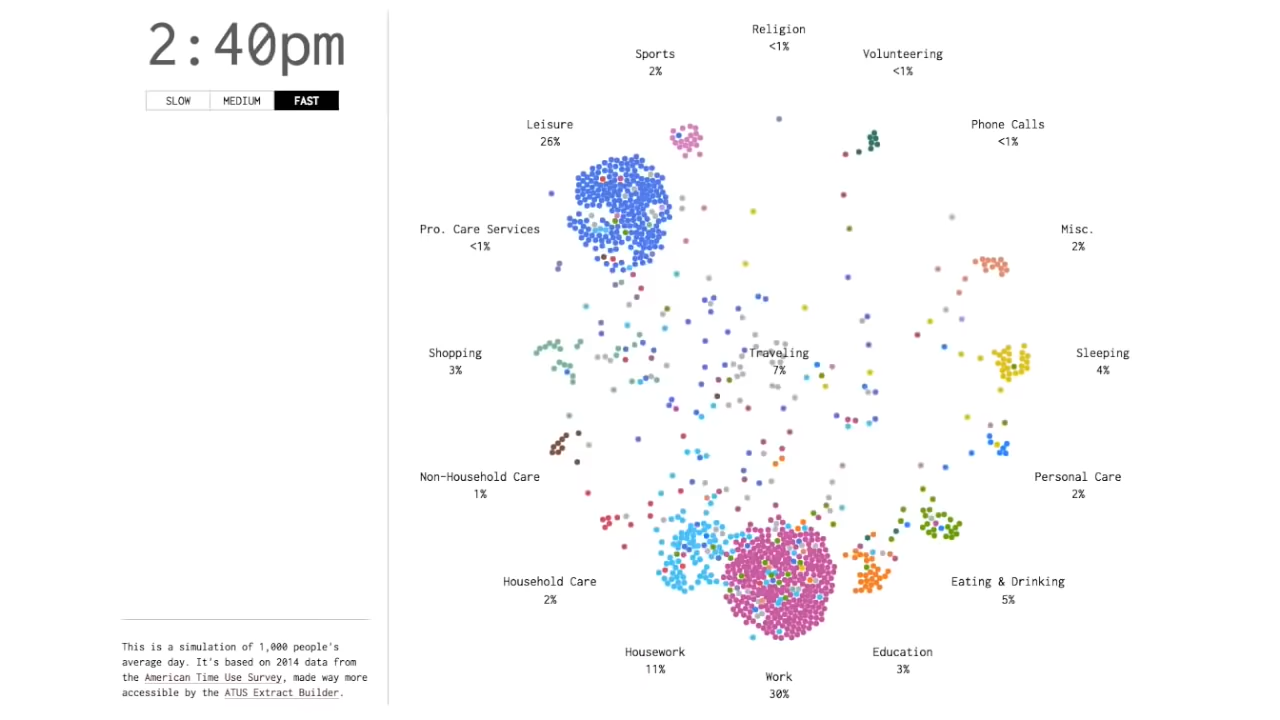 2:40pm
SLOW
MEDIUM
FAST
Religion
<1%
Sports
2%
Volunteering
<1%
Leisure
26%
Phone Calls
<1%
Pro. Care Services
<1%
Misc.
2%
Shopping
3%
Traveling
7%
Sleeping
4%
Non-Household Care
1%
Personal Care
2%
Household Care
2%
Eating & Drinking
5%
Housework
11%
Work
30%
Education
3%
This is a simulation of 1,000 people's
average day. It's based on 2014 data from
the American Time Use Survey, made way more
accessible by the ATUS Extract Builder.